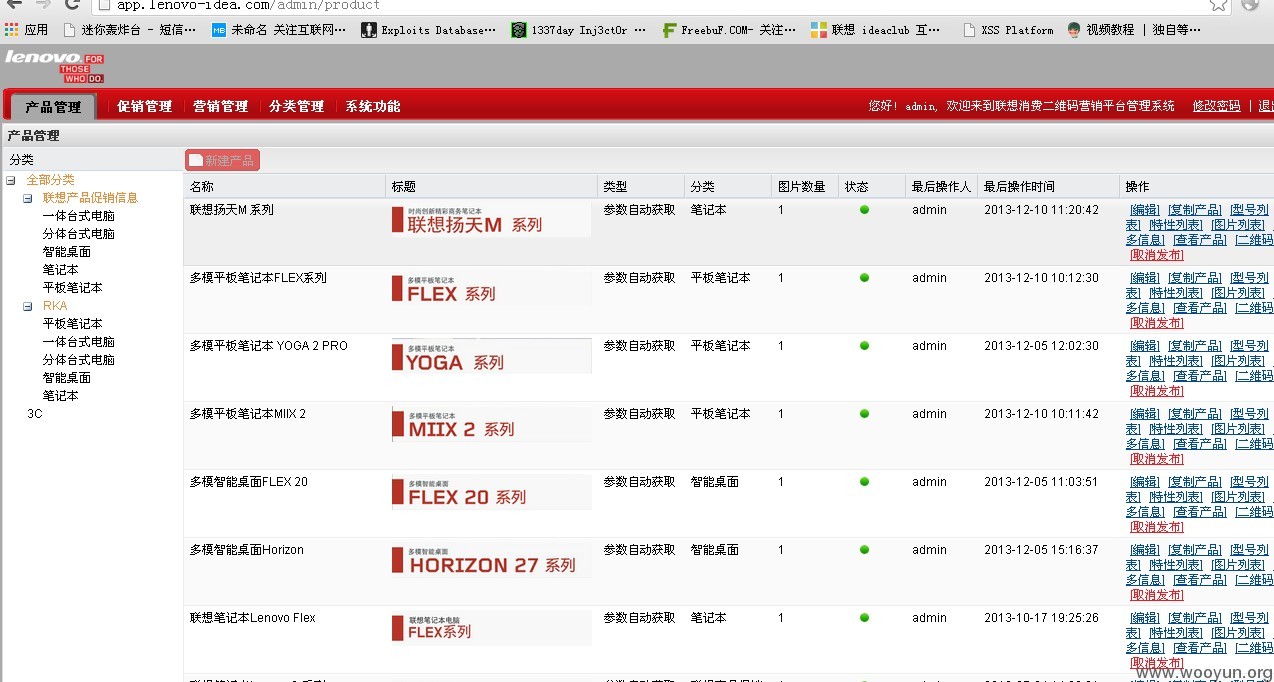 app.lenovo-idea.com/admin/product
应用 迷你轰炸台 - 短信… 未命名 关注互联网… Exploits Database… 1337day Inj3ct0r … FreebuF.COM- 关注… 联想 ideaclub 互… XSS Platform 视频教程 | 独自等…
lenovo FOR THOSE WHO DO.
产品管理 促销管理 营销管理 分类管理 系统功能 您好! admin, 欢迎来到联想消费二维码营销平台管理系统 修改密码 | 退
产品管理
分类 新建产品
全部分类
联想产品促销信息
一体台式电脑
分体台式电脑
智能桌面
笔记本
平板笔记本
RKA
平板笔记本
一体台式电脑
分体台式电脑
智能桌面
笔记本
3C
名称 标题 类型 分类 图片数量 状态 最后操作人 最后操作时间 操作
联想扬天M 系列 时尚创新精彩商务笔记本 联想扬天M 系列 参数自动获取 笔记本 1 admin 2013-12-10 11:20:42 [编辑] [复制产品] [型号列
表] [特性列表] [图片列表]
多信息] [查看产品] [二维码
[取消发布]
多模平板笔记本FLEX系列 多模平板笔记本 FLEX 系列 参数自动获取 平板笔记本 1 admin 2013-12-10 10:12:30 [编辑] [复制产品] [型号列
表] [特性列表] [图片列表]
多信息] [查看产品] [二维码
[取消发布]
多模平板笔记本 YOGA 2 PRO 多模平板笔记本 YOGA 系列 参数自动获取 平板笔记本 1 admin 2013-12-05 12:02:30 [编辑] [复制产品] [型号列
表] [特性列表] [图片列表]
多信息] [查看产品] [二维码
[取消发布]
多模平板笔记本MIIX 2 多模平板笔记本 MIIX 2 系列 参数自动获取 平板笔记本 1 admin 2013-12-10 10:11:42 [编辑] [复制产品] [型号列
表] [特性列表] [图片列表]
多信息] [查看产品] [二维码
[取消发布]
多模智能桌面FLEX 20 多模智能桌面 FLEX 20 系列 参数自动获取 智能桌面 1 admin 2013-12-05 11:03:51 [编辑] [复制产品] [型号列
表] [特性列表] [图片列表]
多信息] [查看产品] [二维码
[取消发布]
多模智能桌面Horizon 多模智能桌面 HORIZON 27 系列 参数自动获取 智能桌面 1 admin 2013-12-05 15:16:37 [编辑] [复制产品] [型号列
表] [特性列表] [图片列表]
多信息] [查看产品] [二维码
[取消发布]
联想笔记本Lenovo Flex 联想笔记本电脑 FLEX系列 参数自动获取 笔记本 1 admin 2013-10-17 19:25:26 [编辑] [复制产品] [型号列
表] [特性列表] [图片列表]
多信息] [查看产品] [二维码
[取消发布]
www.wooyun.org